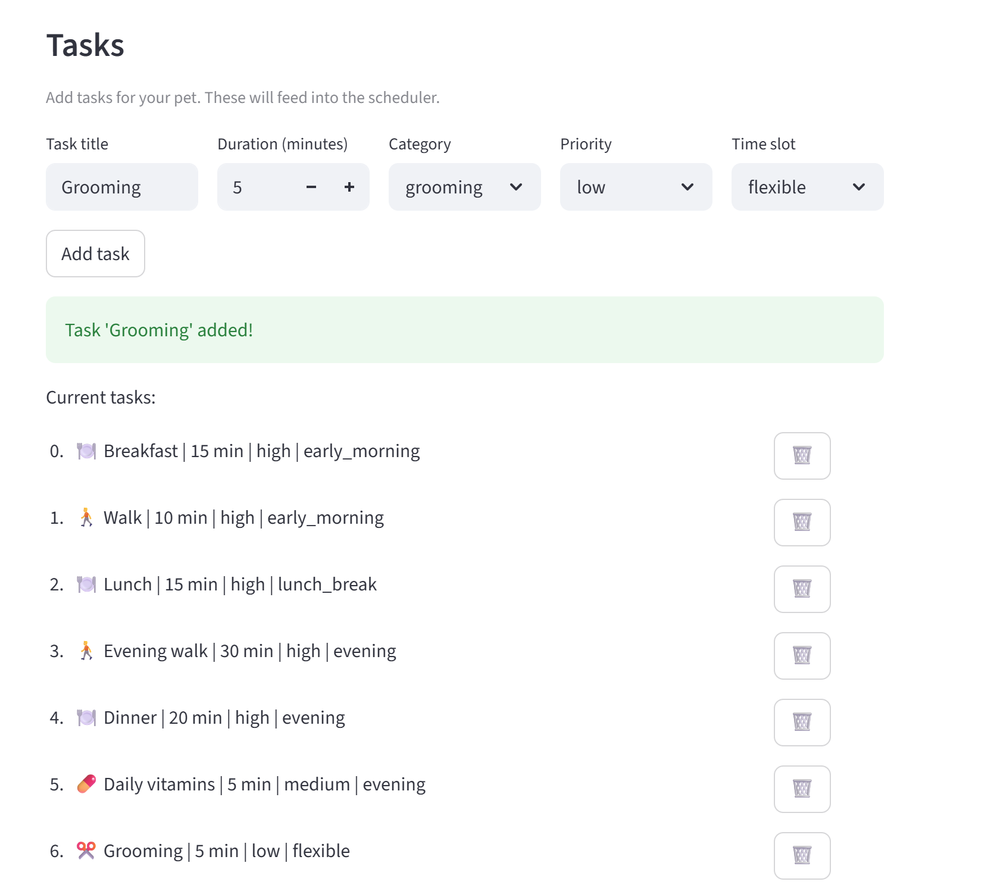 Tasks
Add tasks for your pet. These will feed into the scheduler.
Task title Duration (minutes) Category Priority Time slot
Grooming 5 − + grooming low flexible
Add task
Task 'Grooming' added!
Current tasks:
0. 🍽️ Breakfast | 15 min | high | early_morning
1. 🚶 Walk | 10 min | high | early_morning
2. 🍽️ Lunch | 15 min | high | lunch_break
3. 🚶 Evening walk | 30 min | high | evening
4. 🍽️ Dinner | 20 min | high | evening
5. 💊 Daily vitamins | 5 min | medium | evening
6. ✂️ Grooming | 5 min | low | flexible